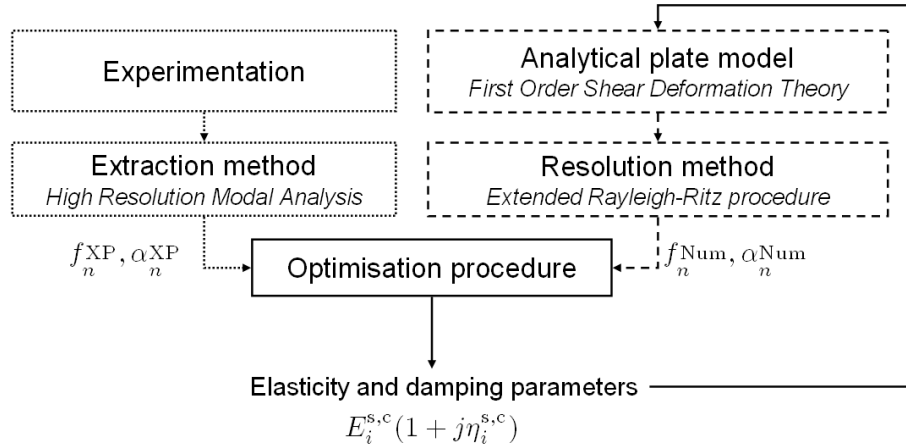 Experimentation
Extraction method
High Resolution Modal Analysis
Analytical plate model
First Order Shear Deformation Theory
Resolution method
Extended Rayleigh-Ritz procedure
f_n^XP, α_n^XP
f_n^Num, α_n^Num
Optimisation procedure
Elasticity and damping parameters
E_i^{s,c}(1 + jη_i^{s,c})